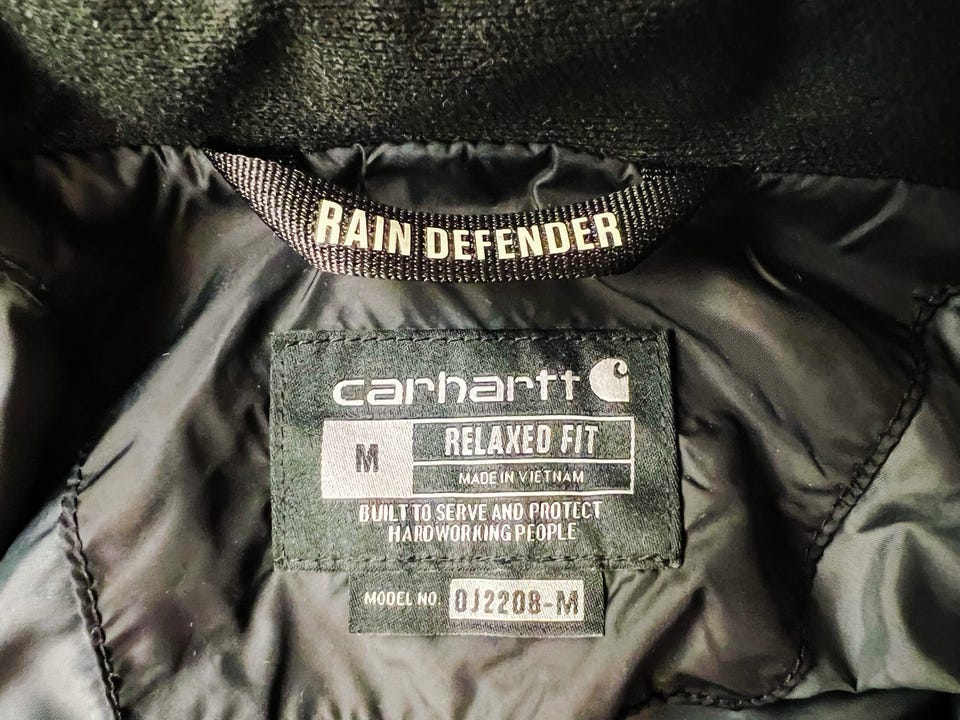 RAIN DEFENDER
carhartt
M
RELAXED FIT
MADE IN VIETNAM
BUILT TO SERVE AND PROTECT
HARDWORKING PEOPLE
MODEL NO. OJ2208-M